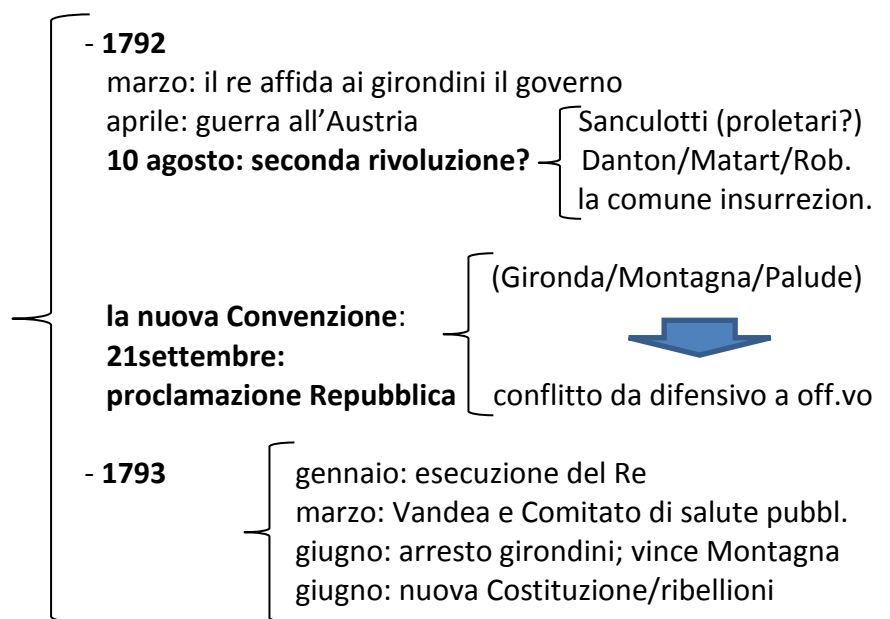 - 1792
marzo: il re affida ai girondini il governo
aprile: guerra all’Austria
10 agosto: seconda rivoluzione?
Sanculotti (proletari?)
Danton/Matart/Rob.
la comune insurrezion.
la nuova Convenzione:
21settembre:
proclamazione Repubblica
(Gironda/Montagna/Palude)
conflitto da difensivo a off.vo
- 1793
gennaio: esecuzione del Re
marzo: Vandea e Comitato di salute pubbl.
giugno: arresto girondini; vince Montagna
giugno: nuova Costituzione/ribellioni